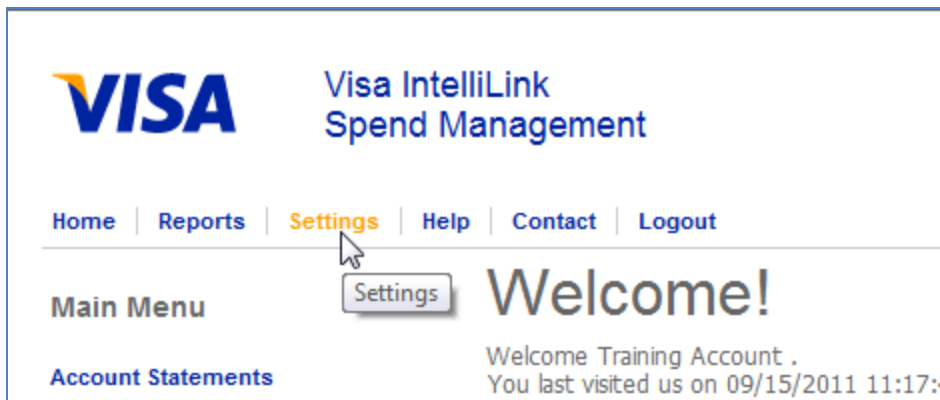 VISA
Visa IntelliLink
Spend Management
Home Reports Settings Help Contact Logout
Settings
Main Menu
Welcome!
Account Statements
Welcome Training Account .
You last visited us on 09/15/2011 11:17: